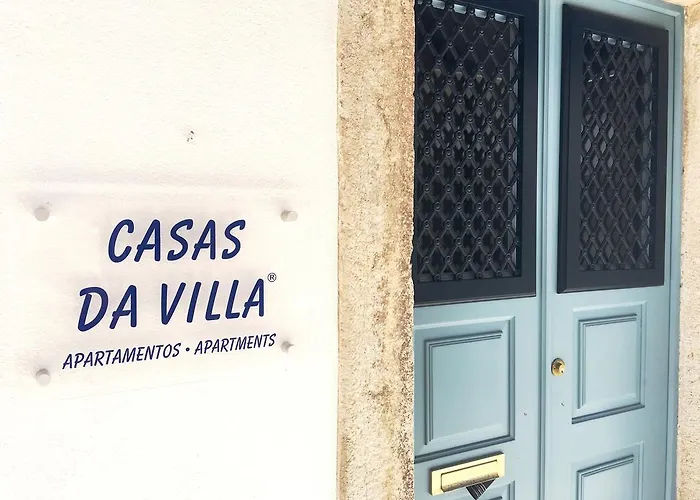 CASAS
DA VILLA®
APARTAMENTOS • APARTMENTS